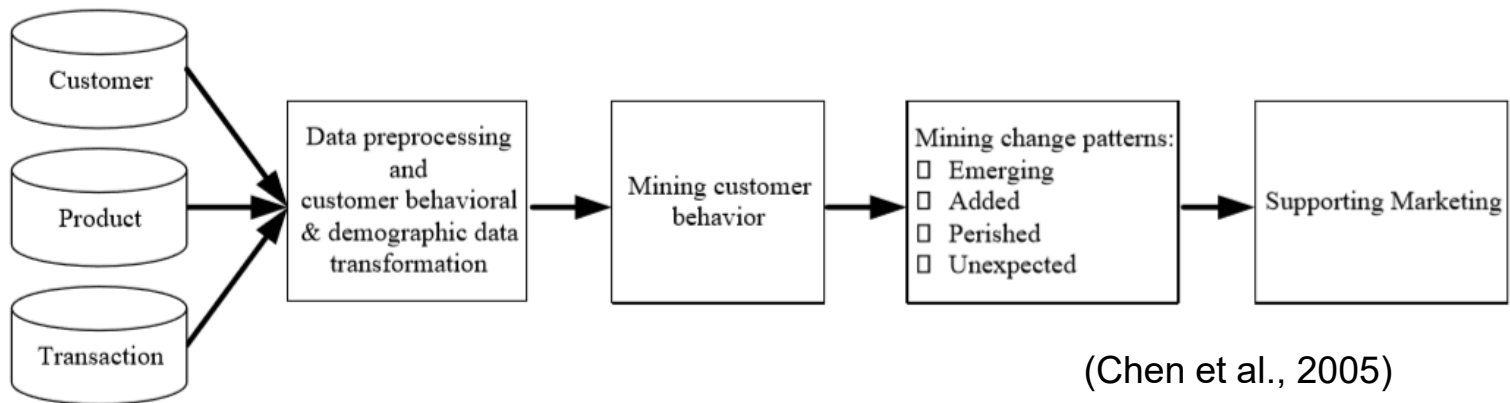 Customer
Product
Transaction
Data preprocessing
and
customer behavioral
& demographic data
transformation
Mining customer
behavior
Mining change patterns:
Emerging
Added
Perished
Unexpected
Supporting Marketing
(Chen et al., 2005)